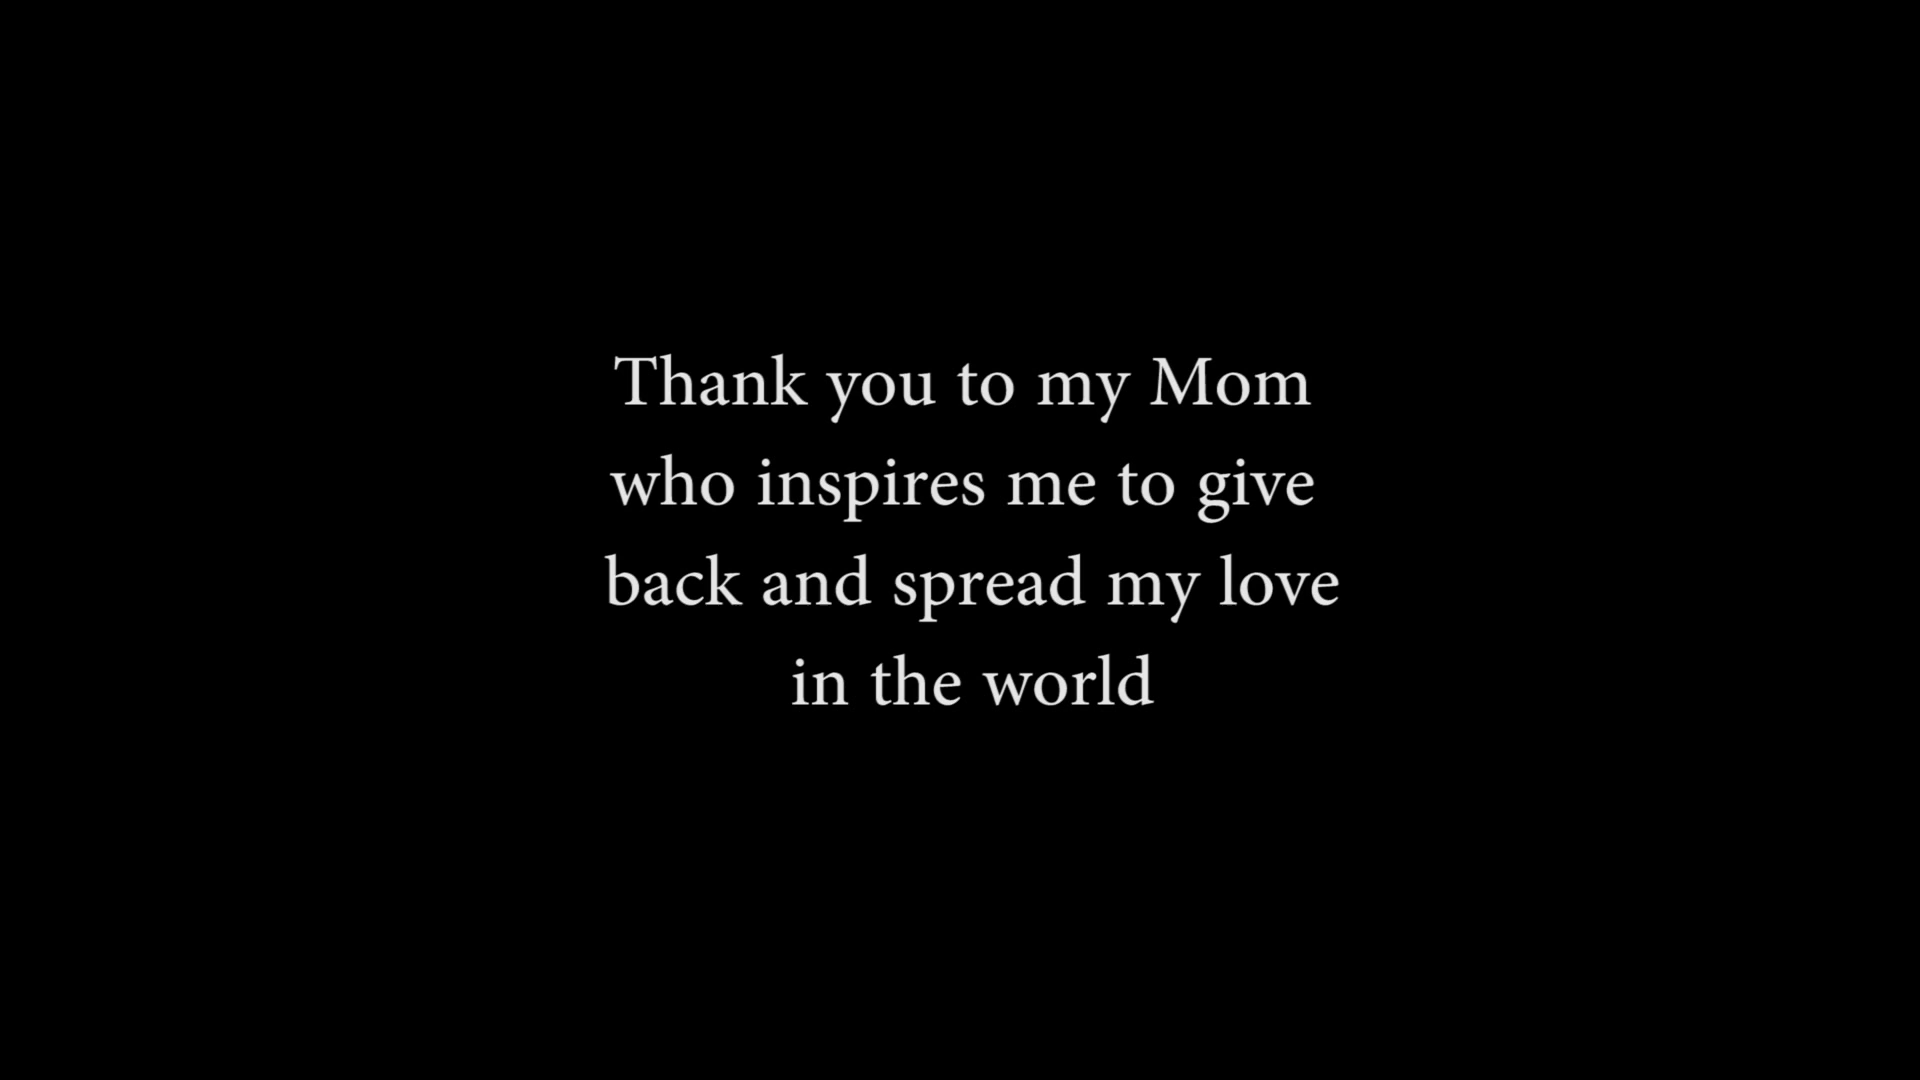 Thank you to my Mom
who inspires me to give
back and spread my love
in the world